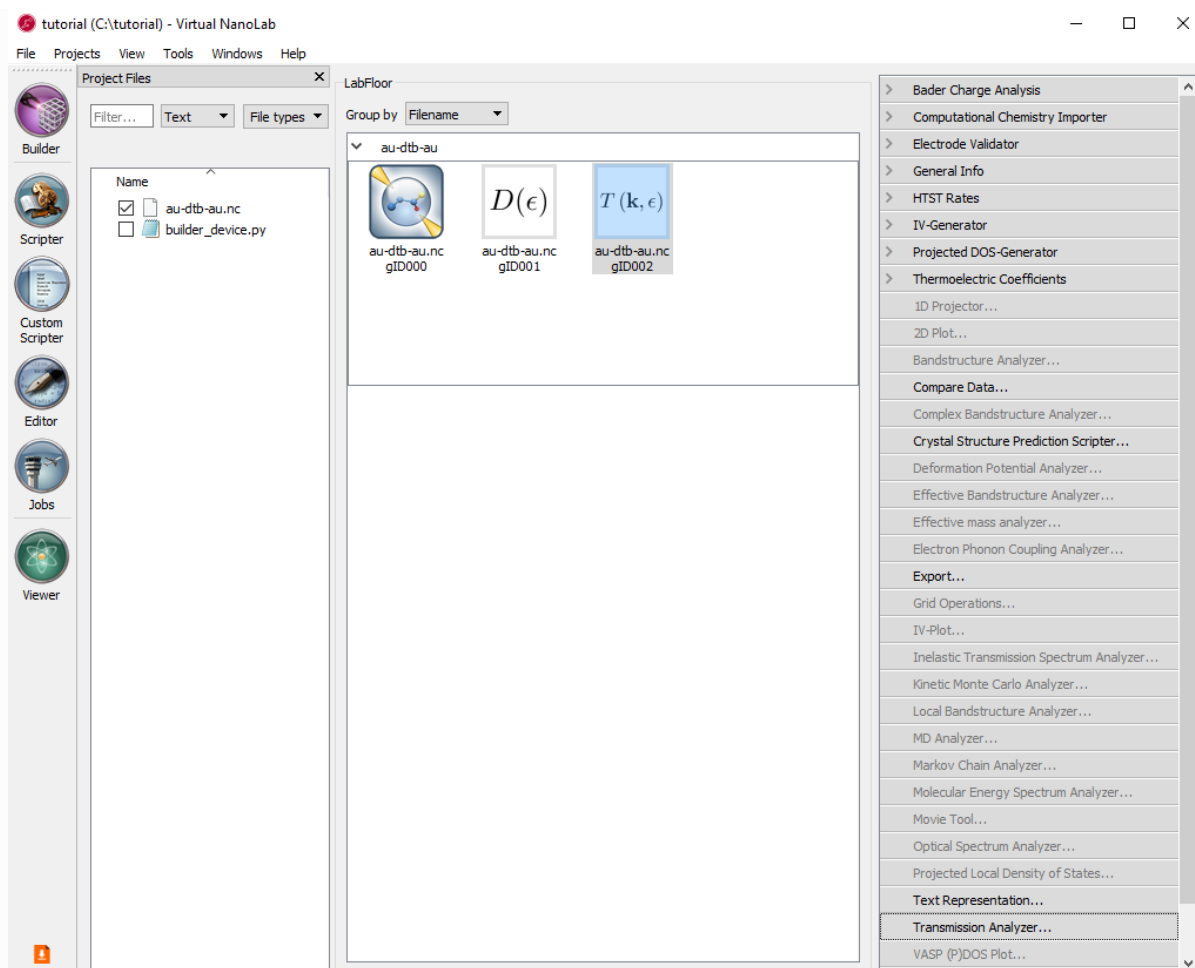 tutorial (C:\tutorial) - Virtual NanoLab
File Projects View Tools Windows Help
Builder
Scripter
Custom
Scripter
Editor
Jobs
Viewer
Project Files
Filter... Text File types
Name
au-dtb-au.nc
builder_device.py
LabFloor
Group by Filename
au-dtb-au
D(ϵ)
T (k, ϵ)
au-dtb-au.nc
gID000
au-dtb-au.nc
gID001
au-dtb-au.nc
gID002
Bader Charge Analysis
Computational Chemistry Importer
Electrode Validator
General Info
HTST Rates
IV-Generator
Projected DOS-Generator
Thermoelectric Coefficients
1D Projector...
2D Plot...
Bandstructure Analyzer...
Compare Data...
Complex Bandstructure Analyzer...
Crystal Structure Prediction Scripter...
Deformation Potential Analyzer...
Effective Bandstructure Analyzer...
Effective mass analyzer...
Electron Phonon Coupling Analyzer...
Export...
Grid Operations...
IV-Plot...
Inelastic Transmission Spectrum Analyzer...
Kinetic Monte Carlo Analyzer...
Local Bandstructure Analyzer...
MD Analyzer...
Markov Chain Analyzer...
Molecular Energy Spectrum Analyzer...
Movie Tool...
Optical Spectrum Analyzer...
Projected Local Density of States...
Text Representation...
Transmission Analyzer...
VASP (P)DOS Plot...